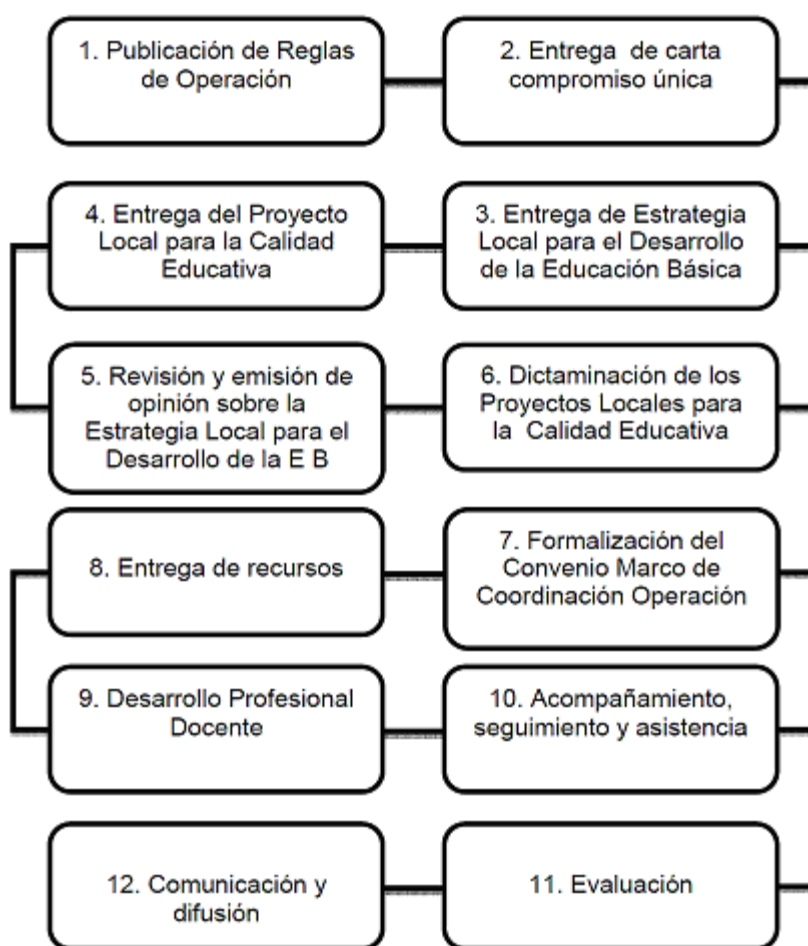 1. Publicación de Reglas
de Operación
2. Entrega de carta
compromiso única
3. Entrega de Estrategia
Local para el Desarrollo
de la Educación Básica
4. Entrega del Proyecto
Local para la Calidad
Educativa
5. Revisión y emisión de
opinión sobre la
Estrategia Local para el
Desarrollo de la E B
6. Dictaminación de los
Proyectos Locales para
la Calidad Educativa
7. Formalización del
Convenio Marco de
Coordinación Operación
8. Entrega de recursos
9. Desarrollo Profesional
Docente
10. Acompañamiento,
seguimiento y asistencia
11. Evaluación
12. Comunicación y
difusión